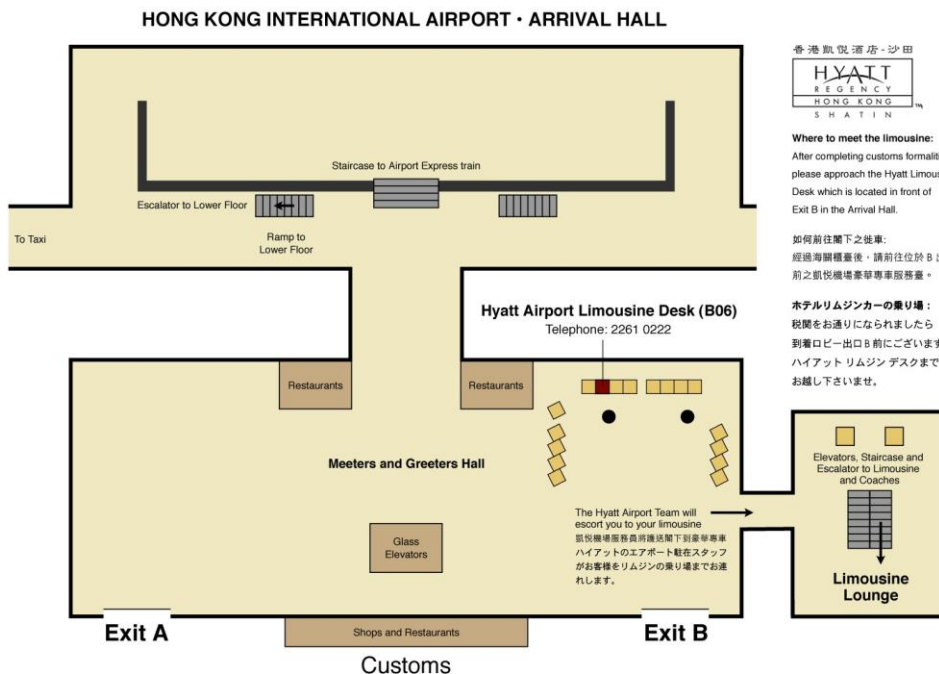 HONG KONG INTERNATIONAL AIRPORT • ARRIVAL HALL
香港凱悅酒店-沙田
HYATT
REGENCY
HONG KONG
SHATIN
TM
Where to meet the limousine:
After completing customs formaliti
please approach the Hyatt Limous
Desk which is located in front of
Exit B in the Arrival Hall.
如何前往閣下之徙車:
經過海關櫃臺後，請前往位於 B 出
前之凱悦機場豪華專車服務臺。
ホテルリムジンカーの乗り場：
税関をお通りになられましたら
到着ロビー出口 B 前にございます
ハイアット リムジン デスクまで
お越し下さいませ。
Staircase to Airport Express train
Escalator to Lower Floor
To Taxi
Ramp to
Lower Floor
Hyatt Airport Limousine Desk (B06)
Telephone: 2261 0222
Restaurants
Restaurants
Meeters and Greeters Hall
Elevators, Staircase and
Escalator to Limousine
and Coaches
The Hyatt Airport Team will
escort you to your limousine
凱悦機場服務員將護送閣下到豪華專車
ハイアットのエアポート駐在スタッフ
がお客様をリムジンの乗り場までお連
れします。
Glass
Elevators
Limousine
Lounge
Exit A
Shops and Restaurants
Exit B
Customs